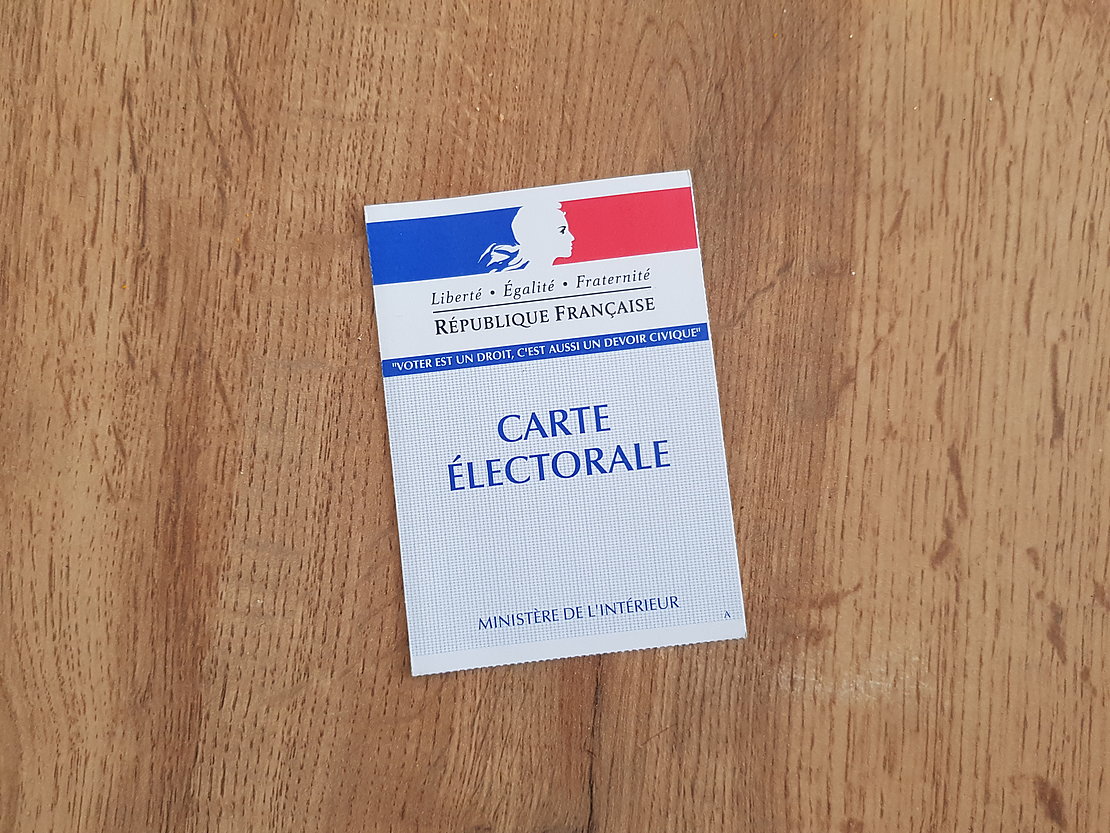 Liberté • Égalité • Fraternité
RÉPUBLIQUE FRANÇAISE
"VOTER EST UN DROIT, C'EST AUSSI UN DEVOIR CIVIQUE"
CARTE
ÉLECTORALE
MINISTÈRE DE L'INTÉRIEUR
A